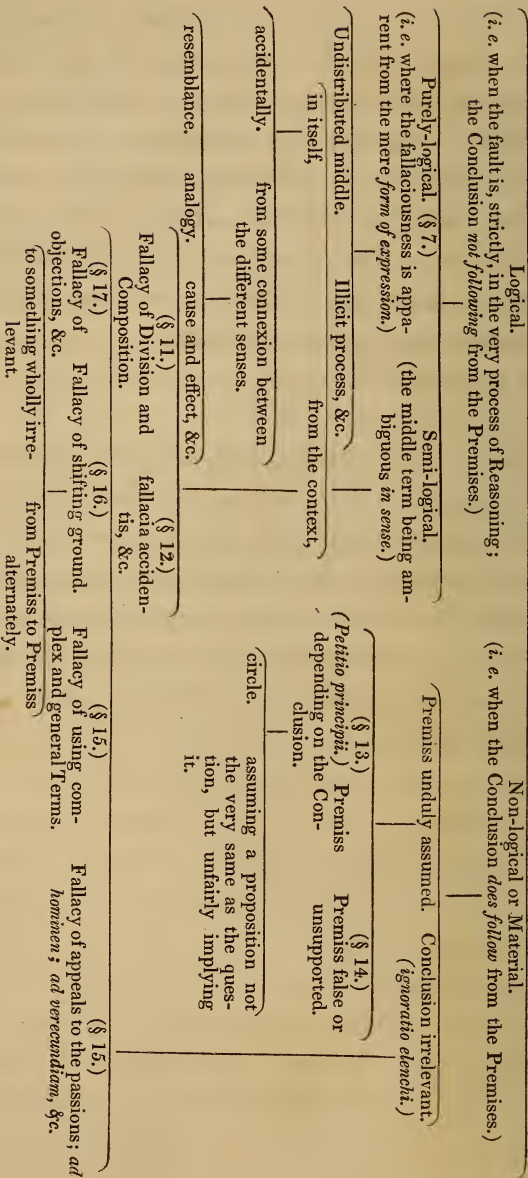 Logical.
(i. e. when the fault is, strictly, in the very process of Reasoning;
the Conclusion not following from the Premises.)
Non-logical or Material.
(i. e. when the Conclusion does follow from the Premises.)
Purely-logical. (§ 7.)
(i. e. where the fallaciousness is appa-
rent from the mere form of expression.)
Semi-logical.
(the middle term being am-
biguous in sense.)
Premiss unduly assumed.
Conclusion irrelevant.
(ignoratio elenchi.)
Undistributed middle.
Illicit process, &c.
in itself,
from the context,
(§ 13.)
(Petitio principii.) Premiss
depending on the Con-
clusion.
(§ 14.)
Premiss false or
unsupported.
accidentally.
from some connexion between
the different senses.
circle.
assuming a proposition not
the very same as the ques-
tion, but unfairly implying
it.
resemblance.
analogy.
cause and effect, &c.
(§ 11.)
Fallacy of Division and
Composition.
(§ 12.)
fallacia acciden-
tis, &c.
(§ 17.)
Fallacy of
objections, &c.
(§ 16.)
Fallacy of shifting ground.
(§ 15.)
Fallacy of using com-
plex and general Terms.
(§ 15.)
Fallacy of appeals to the passions; ad
hominem; ad verecundiam, &c.
to something wholly irre-
levant.
from Premiss to Premiss
alternately.